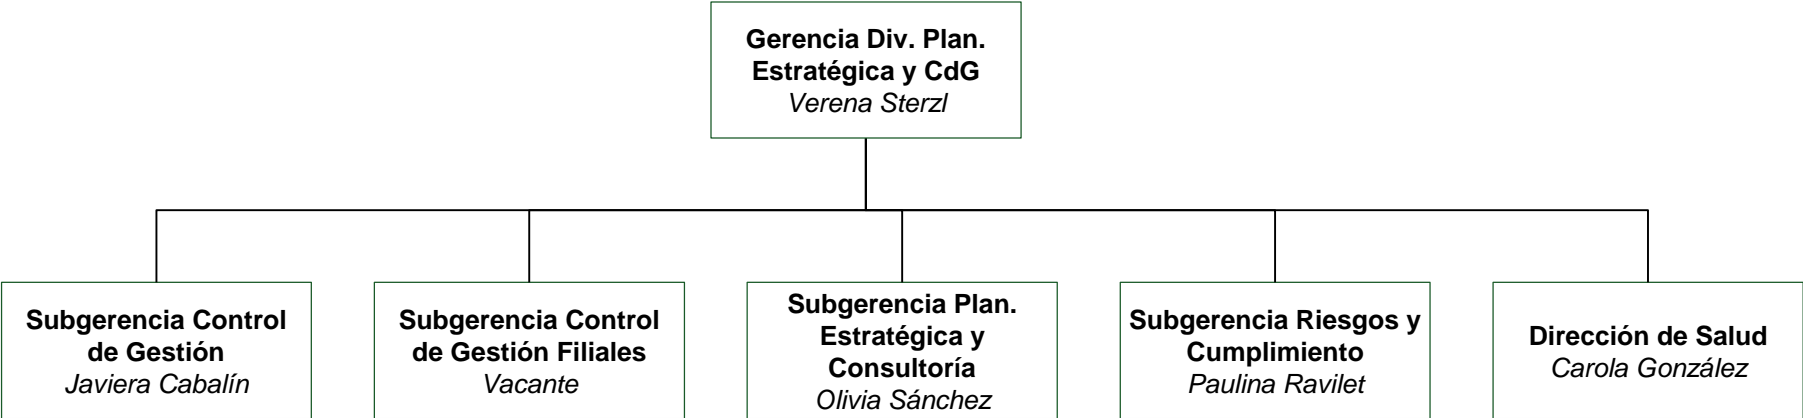 Gerencia Div. Plan.
Estratégica y CdG
Verena Sterzl
Subgerencia Control
de Gestión
Javiera Cabalín
Subgerencia Control
de Gestión Filiales
Vacante
Subgerencia Plan.
Estratégica y
Consultoría
Olivia Sánchez
Subgerencia Riesgos y
Cumplimiento
Paulina Ravilet
Dirección de Salud
Carola González